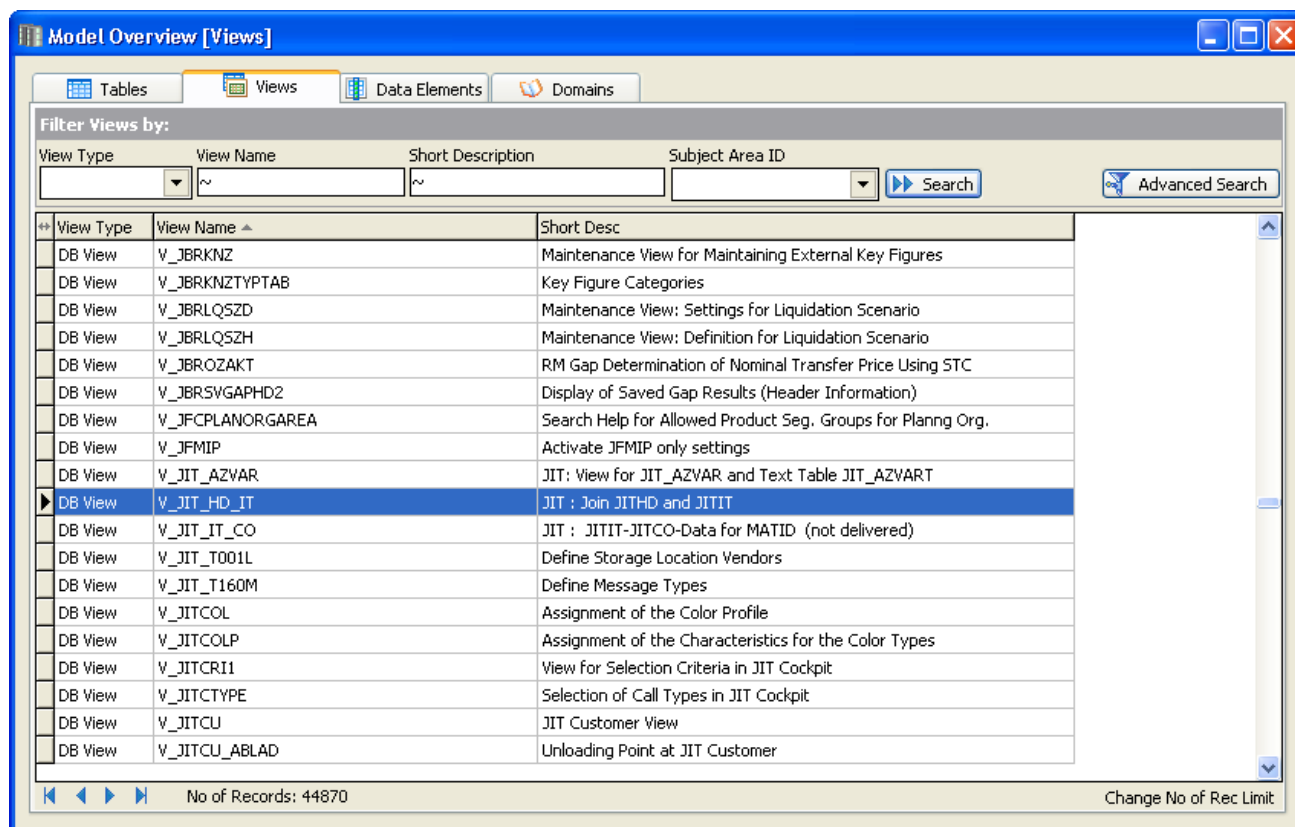 Model Overview [Views]
Tables Views Data Elements Domains
Filter Views by:
View Type View Name Short Description Subject Area ID
~ ~ Search Advanced Search
View Type View Name Short Desc
DB View V_JBRKNZ Maintenance View for Maintaining External Key Figures
DB View V_JBRKNZTYPTAB Key Figure Categories
DB View V_JBRLQSZD Maintenance View: Settings for Liquidation Scenario
DB View V_JBRLQSZH Maintenance View: Definition for Liquidation Scenario
DB View V_JBROZAKT RM Gap Determination of Nominal Transfer Price Using STC
DB View V_JBRSVGAPHD2 Display of Saved Gap Results (Header Information)
DB View V_JFCPLANORGAREA Search Help for Allowed Product Seg. Groups for Planng Org.
DB View V_JFMIP Activate JFMIP only settings
DB View V_JIT_AZVAR JIT: View for JIT_AZVAR and Text Table JIT_AZVART
DB View V_JIT_HD_IT JIT : Join JITHD and JITIT
DB View V_JIT_IT_CO JIT : JITIT-JITCO-Data for MATID (not delivered)
DB View V_JIT_T001L Define Storage Location Vendors
DB View V_JIT_T160M Define Message Types
DB View V_JITCOL Assignment of the Color Profile
DB View V_JITCOLP Assignment of the Characteristics for the Color Types
DB View V_JITCRI1 View for Selection Criteria in JIT Cockpit
DB View V_JITCTYPE Selection of Call Types in JIT Cockpit
DB View V_JITCU JIT Customer View
DB View V_JITCU_ABLAD Unloading Point at JIT Customer
No of Records: 44870 Change No of Rec Limit